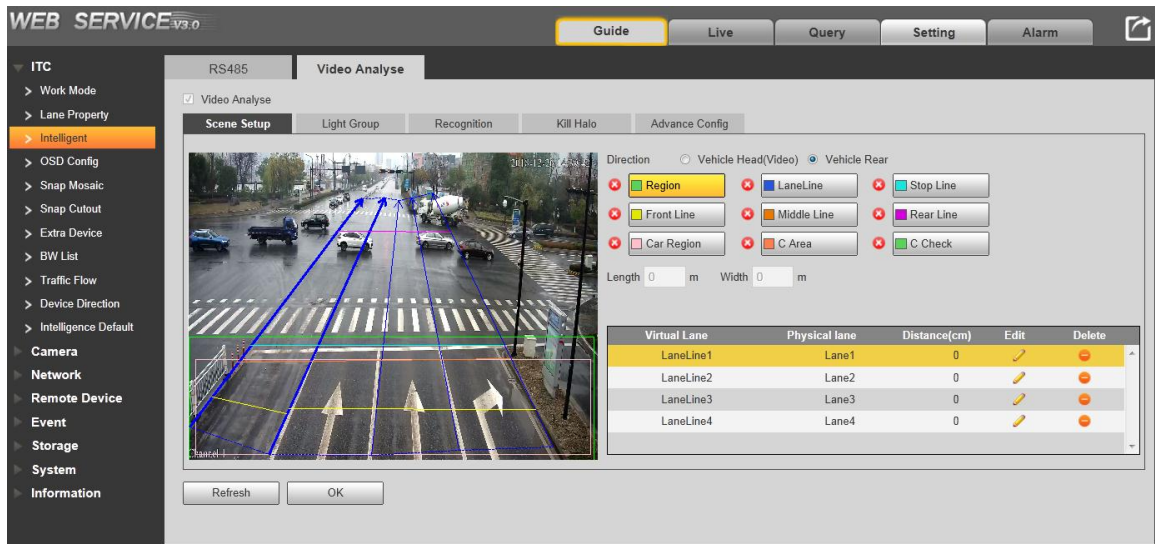 WEB SERVICE V3.0
Guide
Live
Query
Setting
Alarm
ITC
Work Mode
Lane Property
Intelligent
OSD Config
Snap Mosaic
Snap Cutout
Extra Device
BW List
Traffic Flow
Device Direction
Intelligence Default
Camera
Network
Remote Device
Event
Storage
System
Information
RS485
Video Analyse
Video Analyse
Scene Setup
Light Group
Recognition
Kill Halo
Advance Config
Channel 1
Direction
Vehicle Head(Video)
Vehicle Rear
Region
LaneLine
Stop Line
Front Line
Middle Line
Rear Line
Car Region
C Area
C Check
Length 0 m Width 0 m
Virtual Lane Physical lane Distance(cm) Edit Delete
LaneLine1 Lane1 0
LaneLine2 Lane2 0
LaneLine3 Lane3 0
LaneLine4 Lane4 0
Refresh
OK